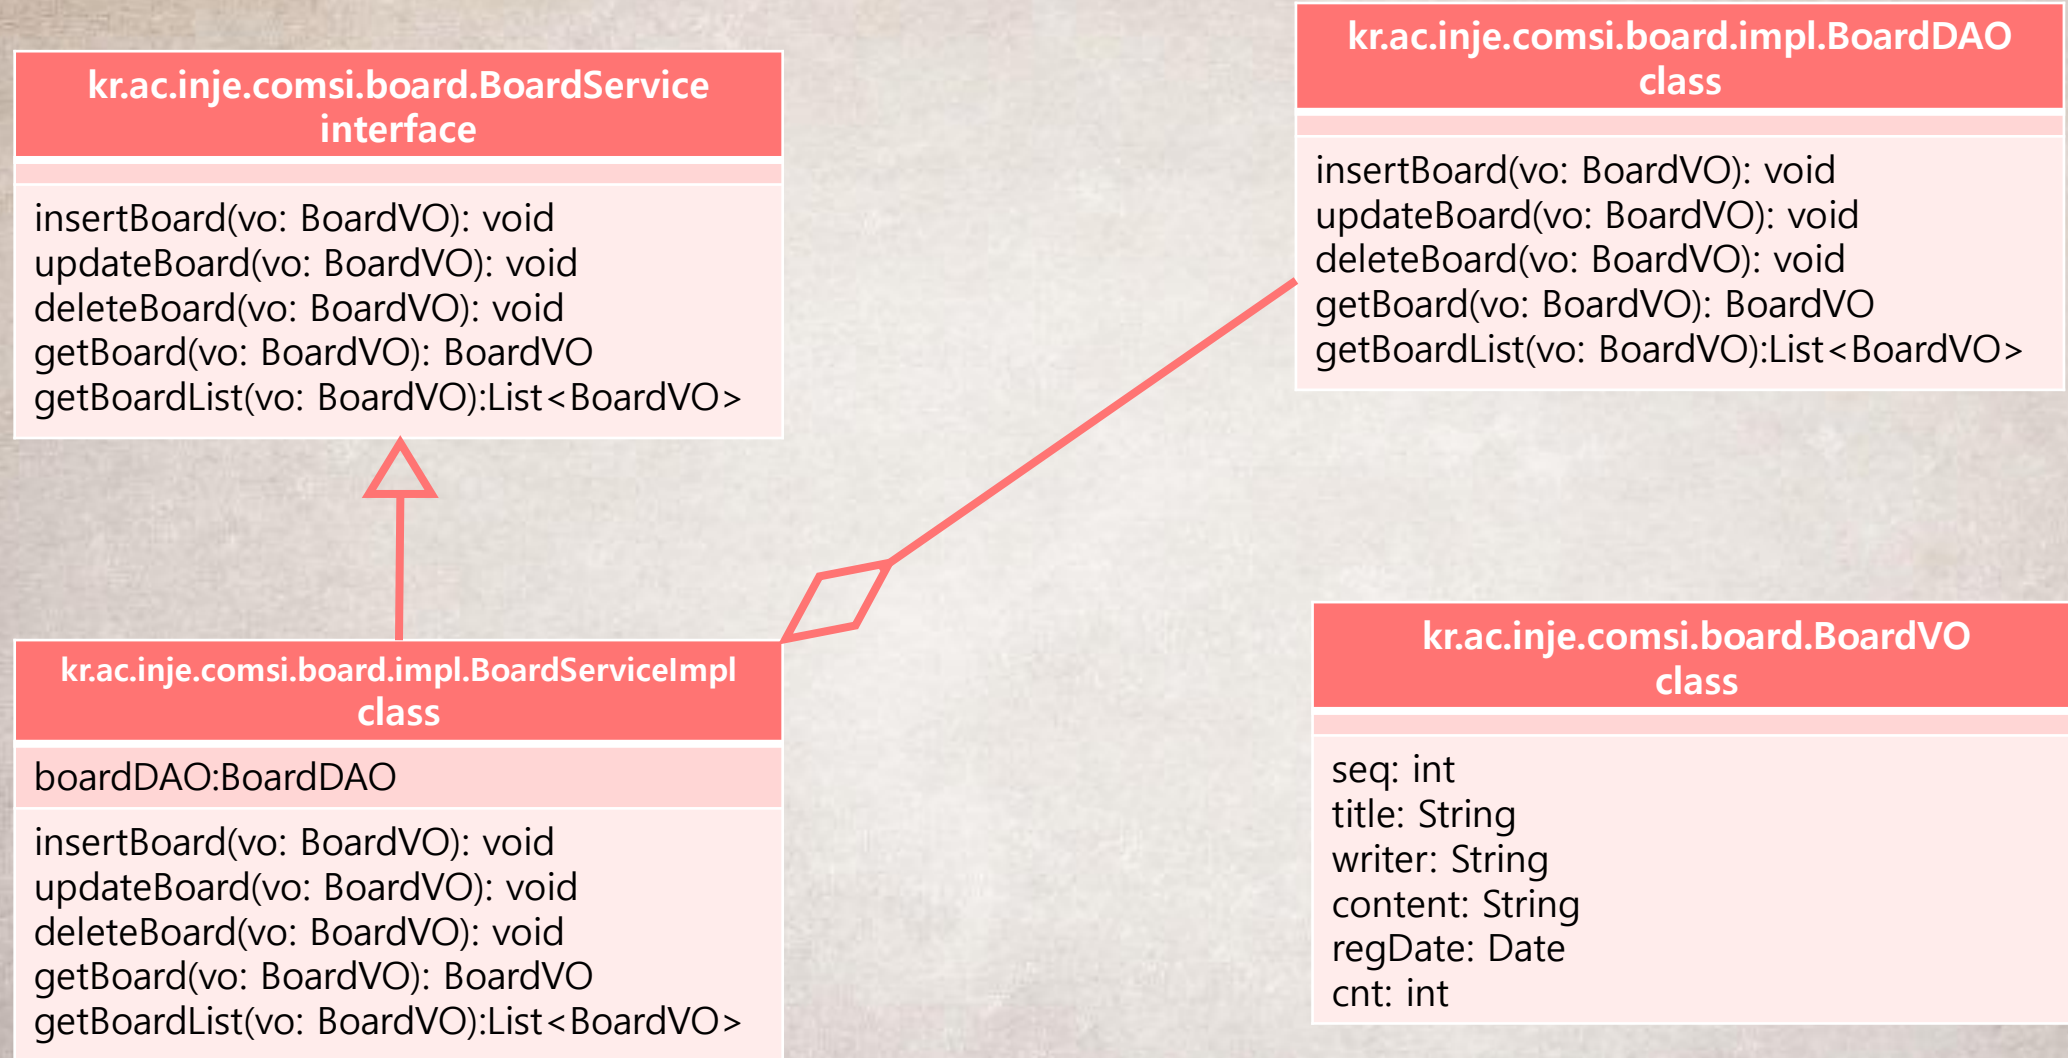 kr.ac.inje.comsi.board.BoardService
interface
insertBoard(vo: BoardVO): void
updateBoard(vo: BoardVO): void
deleteBoard(vo: BoardVO): void
getBoard(vo: BoardVO): BoardVO
getBoardList(vo: BoardVO):List<BoardVO>
kr.ac.inje.comsi.board.impl.BoardDAO
class
insertBoard(vo: BoardVO): void
updateBoard(vo: BoardVO): void
deleteBoard(vo: BoardVO): void
getBoard(vo: BoardVO): BoardVO
getBoardList(vo: BoardVO):List<BoardVO>
kr.ac.inje.comsi.board.impl.BoardServiceImpl
class
boardDAO:BoardDAO
insertBoard(vo: BoardVO): void
updateBoard(vo: BoardVO): void
deleteBoard(vo: BoardVO): void
getBoard(vo: BoardVO): BoardVO
getBoardList(vo: BoardVO):List<BoardVO>
kr.ac.inje.comsi.board.BoardVO
class
seq: int
title: String
writer: String
content: String
regDate: Date
cnt: int